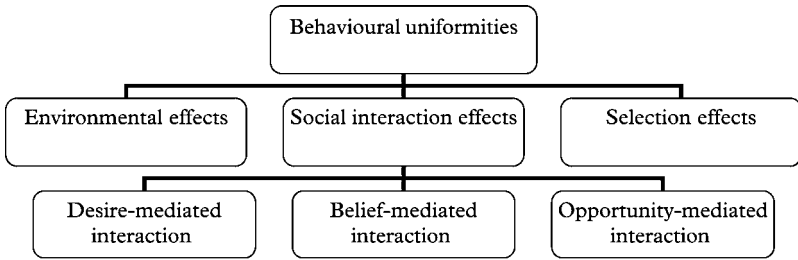 Behavioural uniformities
Environmental effects
Social interaction effects
Selection effects
Desire-mediated
interaction
Belief-mediated
interaction
Opportunity-mediated
interaction